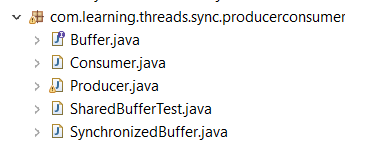 com.learning.threads.sync.producerconsumer
Buffer.java
Consumer.java
Producer.java
SharedBufferTest.java
SynchronizedBuffer.java